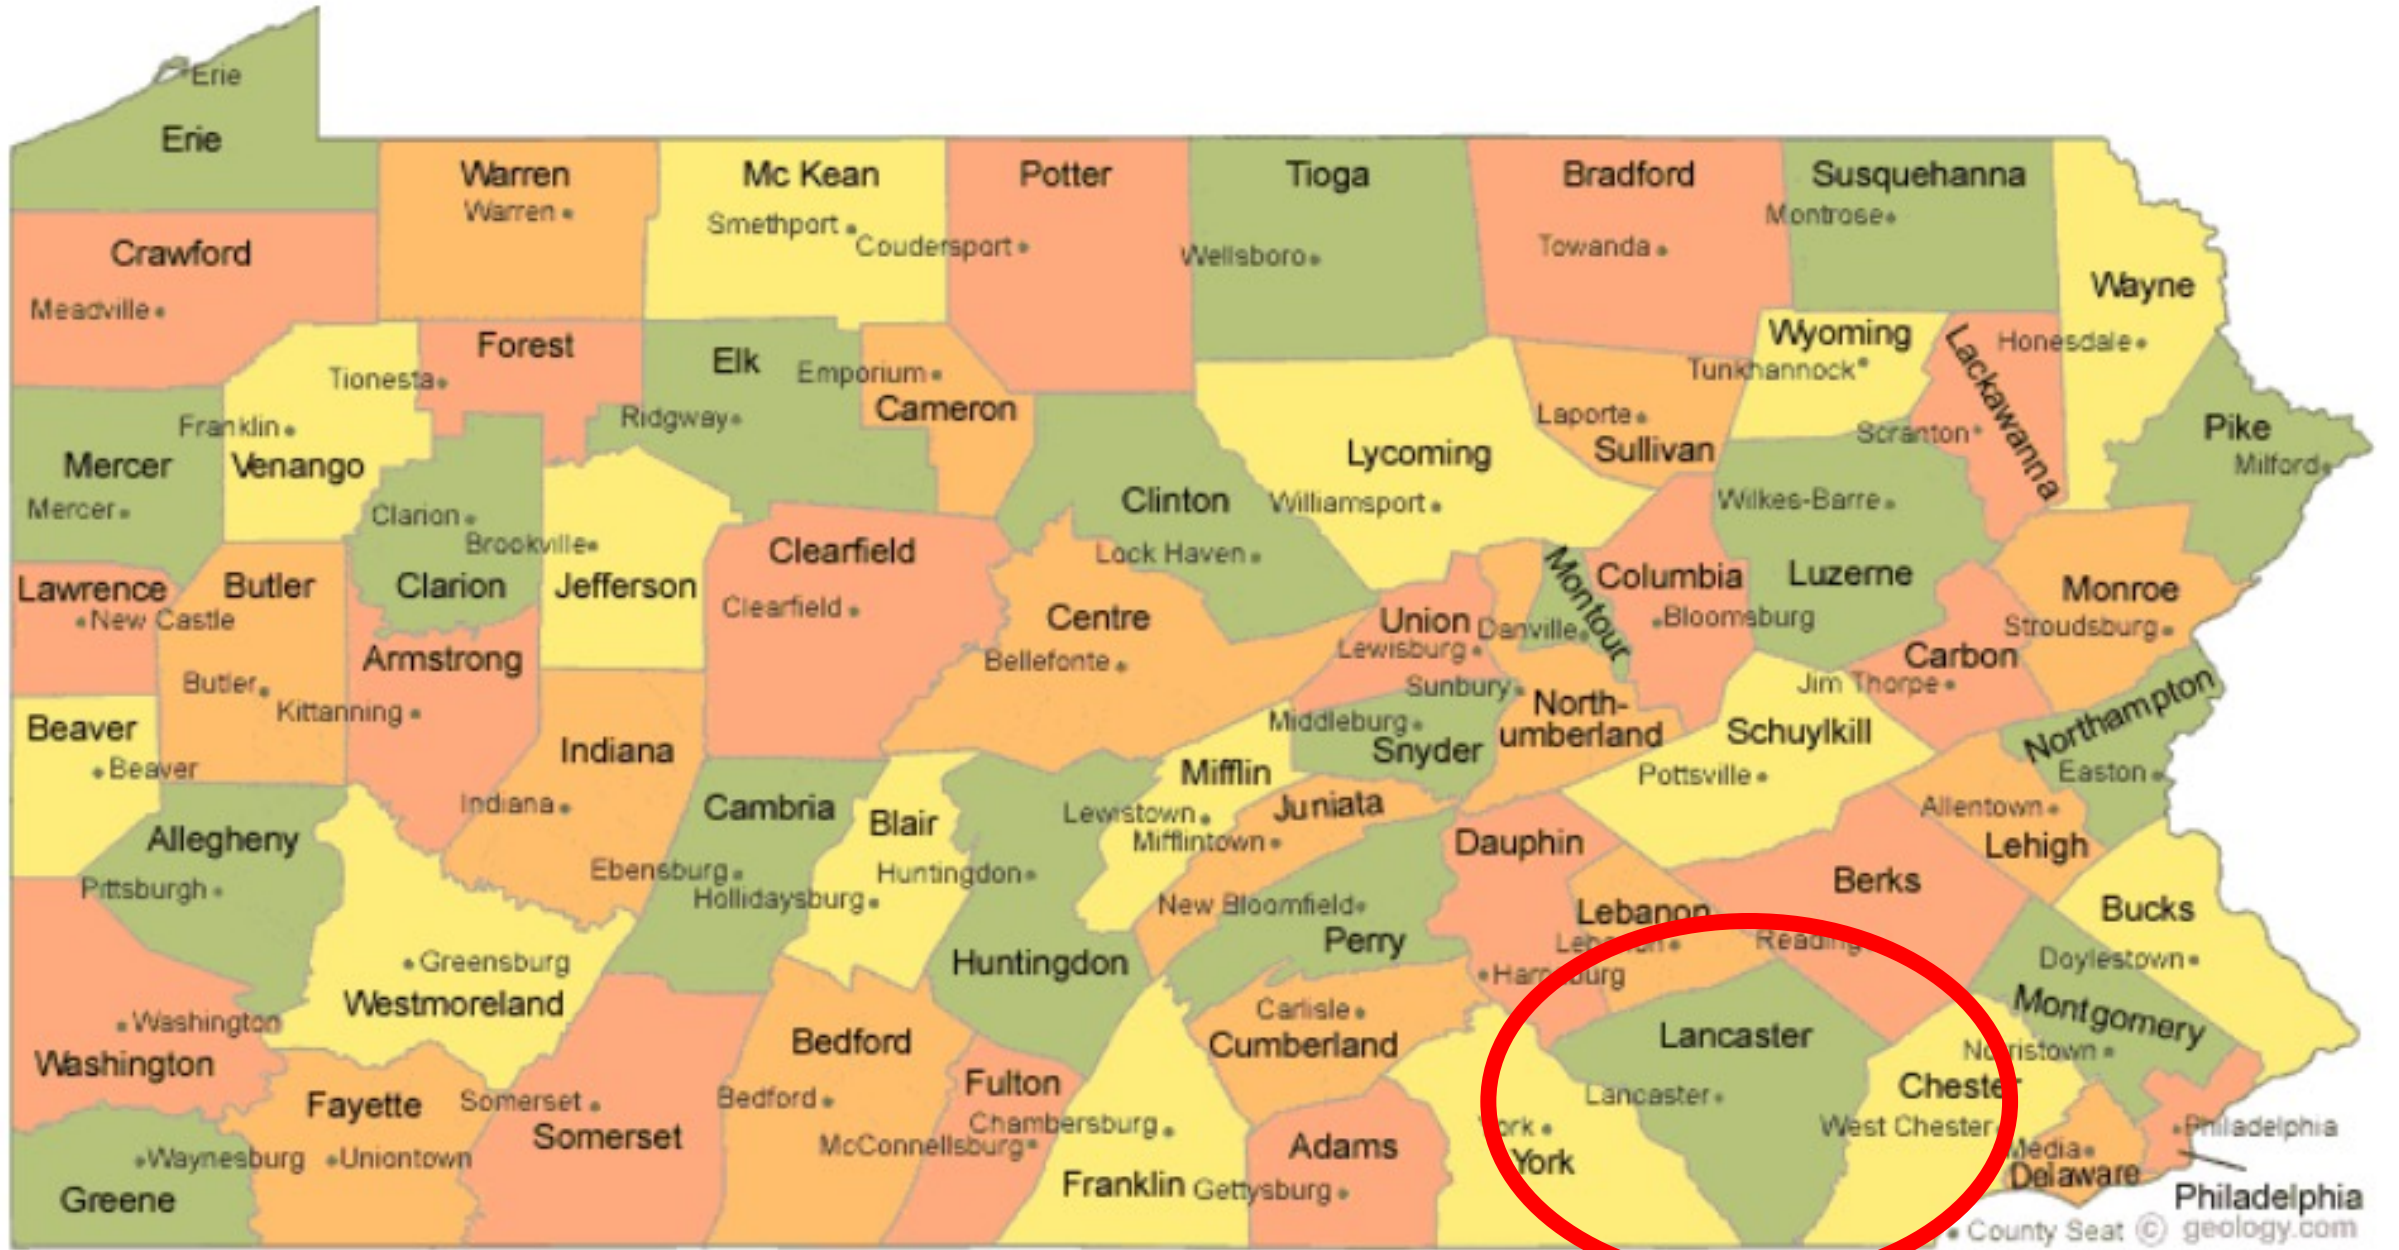 Erie
Erie
Warren
Warren
Mc Kean
Smethport
Potter
Coudersport
Tioga
Wellsboro
Bradford
Towanda
Susquehanna
Montrose
Wayne
Honesdale
Crawford
Meadville
Forest
Tionesta
Elk
Ridgway
Emporium
Cameron
Wyoming
Tunkhannock
Lackawanna
Scranton
Pike
Milford
Mercer
Mercer
Franklin
Venango
Clarion
Clarion
Brookville
Jefferson
Clearfield
Clearfield
Clinton
Lock Haven
Lycoming
Williamsport
Laporte
Sullivan
Wilkes-Barre
Luzerne
Columbia
Bloomsburg
Montour
Danville
Monroe
Stroudsburg
Lawrence
New Castle
Butler
Butler
Armstrong
Kittanning
Centre
Bellefonte
Union
Lewisburg
Sunbury
North-
umberland
Carbon
Jim Thorpe
Northampton
Easton
Beaver
Beaver
Indiana
Indiana
Middleburg
Snyder
Schuylkill
Pottsville
Allentown
Lehigh
Allegheny
Pittsburgh
Cambria
Ebensburg
Blair
Hollidaysburg
Huntingdon
Huntingdon
Mifflin
Lewistown
Juniata
Mifflintown
New Bloomfield
Perry
Dauphin
Harrisburg
Lebanon
Lebanon
Berks
Reading
Bucks
Doylestown
Greensburg
Westmoreland
Washington
Washington
Bedford
Bedford
Carlisle
Cumberland
Lancaster
Lancaster
Montgomery
Norristown
Chester
West Chester
Fayette
Uniontown
Somerset
Somerset
Fulton
McConnellsburg
Chambersburg
Franklin
Adams
Gettysburg
York
York
Media
Delaware
Philadelphia
Philadelphia
Waynesburg
Greene
County Seat © geology.com